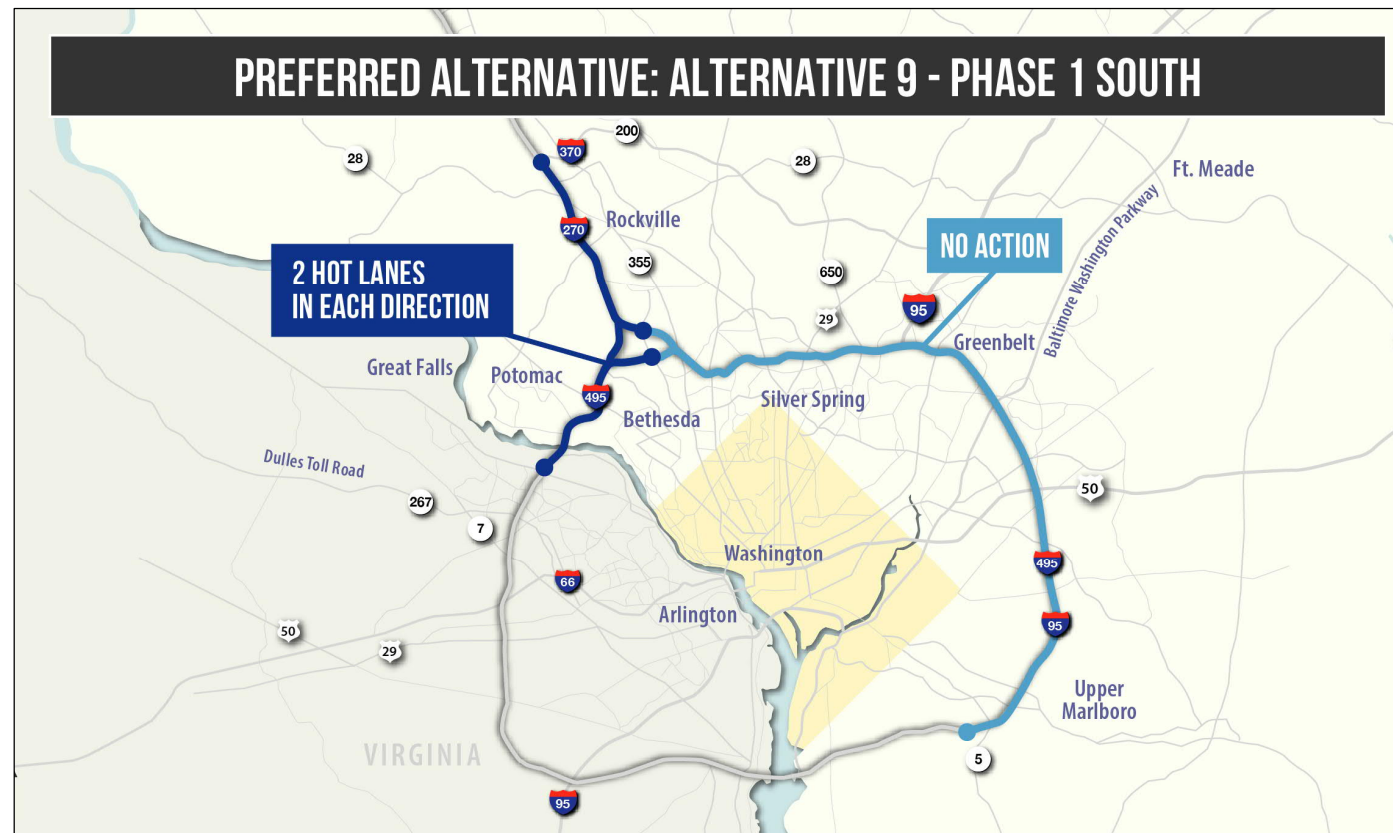 PREFERRED ALTERNATIVE: ALTERNATIVE 9 - PHASE 1 SOUTH
200
370
28
28
Ft. Meade
Rockville
270
355
650
NO ACTION
Baltimore Washington Parkway
2 HOT LANES
IN EACH DIRECTION
95
29
Greenbelt
Great Falls
Potomac
495
Silver Spring
Bethesda
Dulles Toll Road
267
50
7
Washington
495
66
Arlington
95
50
29
Upper
Marlboro
VIRGINIA
5
95